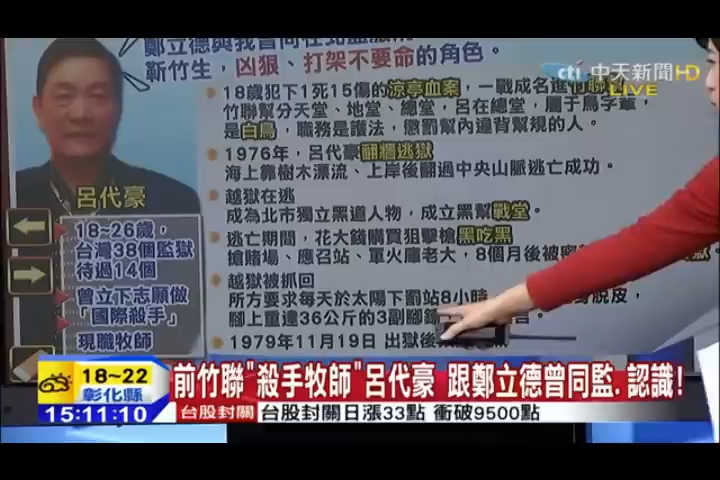 鄭立德與我曾同在北監服刑
靳竹生，凶狠、打架不要命的角色。
cti 中天新聞HD
LIVE
18歲犯下1死15傷的涼亭血案，一戰成名進竹聯
竹聯幫分天堂、地堂、總堂，呂在總堂，屬于鳥字輩，
是白鳥，職務是護法，懲罰幫內違背幫規的人。
1976年，呂代豪翻牆逃獄
海上靠樹木漂流、上岸後翻過中央山脈逃亡成功。
越獄在逃
成為北市獨立黑道人物，成立黑幫戰堂。
逃亡期間，花大錢購買狙擊槍黑吃黑
搶賭場、應召站、軍火庫老大，8個月後被
越獄被抓回
所方要求每天於太陽下罰站8小時
脫皮，
腳上重達36公斤的3副腳鐐
1979年11月19日 出獄後
呂代豪
18~26歲，
台灣38個監獄
待過14個
曾立下志願做
「國際殺手」
現職牧師
18~22
彰化縣
15:11:10
前竹聯"殺手牧師"呂代豪 跟鄭立德曾同監.認識!
台股封關 台股封關日漲33點 衝破9500點